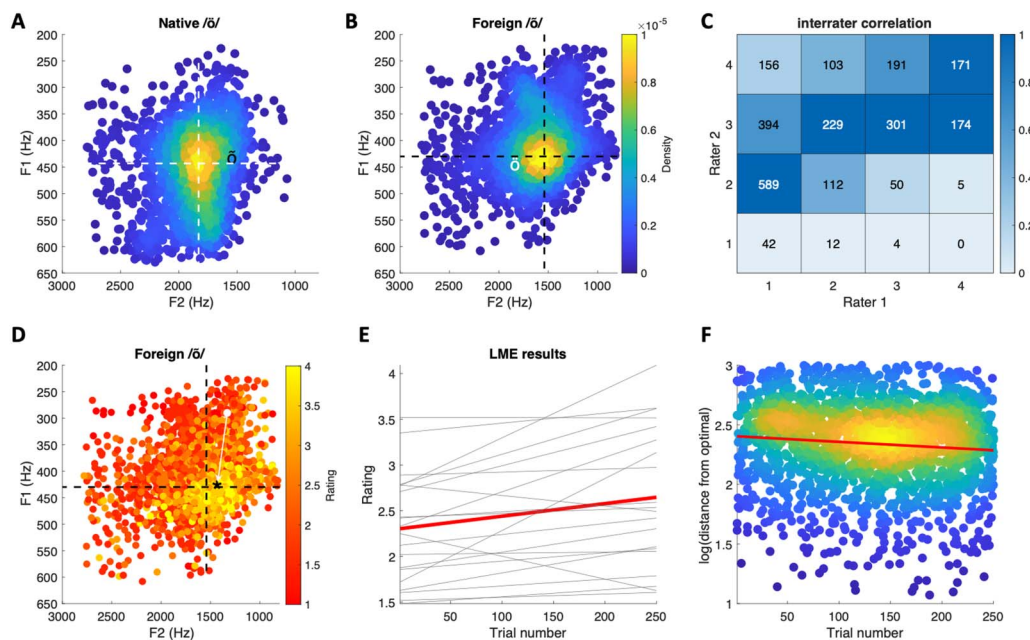 A
Native /õ/
200
250
300
350
400
450
500
550
600
650
F1 (Hz)
õ
3000 2500 2000 1500 1000
F2 (Hz)
B
Foreign /õ/
200
250
300
350
400
450
500
550
600
650
F1 (Hz)
ö
3000 2500 2000 1500 1000
F2 (Hz)
×10⁻⁵
1
0.8
0.6
0.4
0.2
0
Density
C
interrater correlation
4 156 103 191 171
3 394 229 301 174
2 589 112 50 5
1 42 12 4 0
Rater 2
1 2 3 4
Rater 1
1
0.8
0.6
0.4
0.2
0
D
Foreign /õ/
200
250
300
350
400
450
500
550
600
650
F1 (Hz)
*
3000 2500 2000 1500 1000
F2 (Hz)
4
3.5
3
2.5
2
1.5
1
Rating
E
LME results
4
3.5
3
2.5
2
1.5
Rating
50 100 150 200 250
Trial number
F
3
2.5
2
1.5
1
log(distance from optimal)
50 100 150 200 250
Trial number